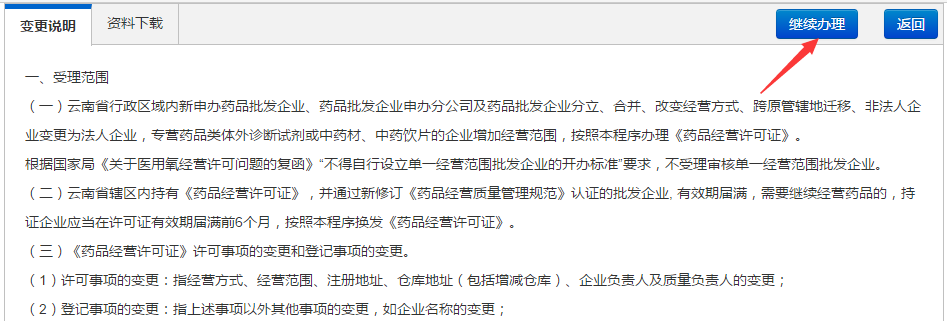 变更说明 资料下载 继续办理 返回
一、受理范围
（一）云南省行政区域内新申办药品批发企业、药品批发企业申办分公司及药品批发企业分立、合并、改变经营方式、跨原管辖地迁移、非法人企
业变更为法人企业，专营药品类体外诊断试剂或中药材、中药饮片的企业增加经营范围，按照本程序办理《药品经营许可证》。
根据国家局《关于医用氧经营许可问题的复函》“不得自行设立单一经营范围批发企业的开办标准”要求，不受理审核单一经营范围批发企业。
（二）云南省辖区内持有《药品经营许可证》，并通过新修订《药品经营质量管理规范》认证的批发企业, 有效期届满，需要继续经营药品的，持
证企业应当在许可证有效期届满前6个月，按照本程序换发《药品经营许可证》。
（三）《药品经营许可证》许可事项的变更和登记事项的变更。
（1）许可事项的变更：指经营方式、经营范围、注册地址、仓库地址（包括增减仓库）、企业负责人及质量负责人的变更；
（2）登记事项的变更：指上述事项以外其他事项的变更，如企业名称的变更；